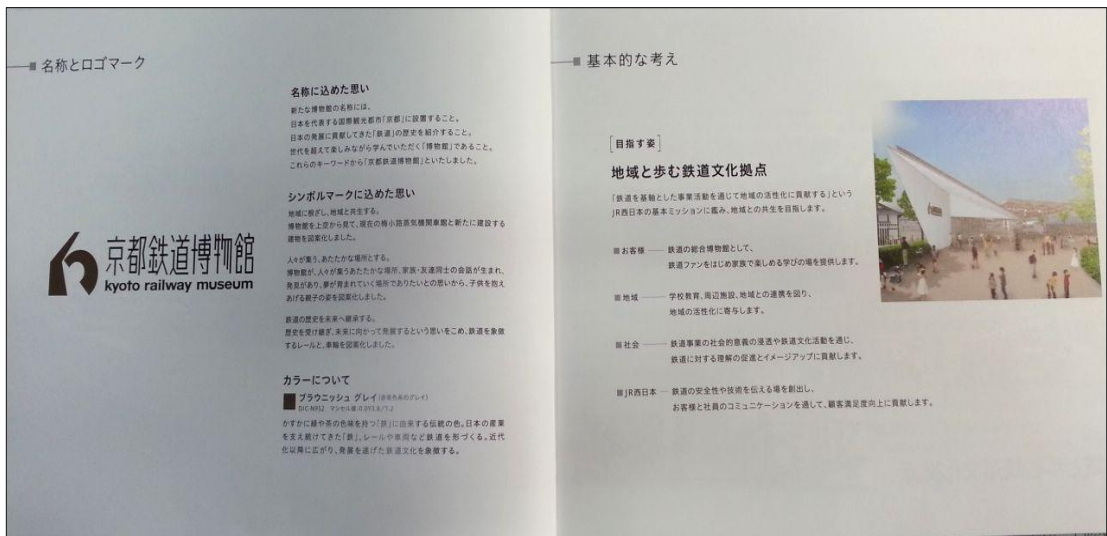 名称とロゴマーク
京都鉄道博物館
kyoto railway museum
名称に込めた思い
新たな博物館の名称には、
日本を代表する国際観光都市「京都」に設置すること。
日本の発展に貢献してきた「鉄道」の歴史を紹介すること。
世代を超えて楽しみながら学んでいただく「博物館」であること。
これらのキーワードから「京都鉄道博物館」といたしました。
シンボルマークに込めた思い
地域に根ざし、地域と共生する。
博物館を上空から見て、現在の梅小路蒸気機関車館と新たに建設する
建物を図案化しました。
人々が集う、あたたかな場所とする。
博物館が、人々が集うあたたかな場所、家族・友達同士の会話が生まれ、
発見があり、夢が育まれていく場所でありたいとの思いから、子供を抱え
あげる親子の姿を図案化しました。
鉄道の歴史を未来へ継承する。
歴史を受け継ぎ、未来に向かって発展するという思いをこめ、鉄道を象徴
するレールと、車輪を図案化しました。
カラーについて
ブラウニッシュ グレイ(茶系色系のグレイ)
DIC-N952 マンセル値
かすかに緑や茶の色味を持つ「鉄」に由来する伝統の色。日本の産業
を支え続けてきた「鉄」、レールや車両など鉄道を形づくる。近代
化以降に広がり、発展を遂げた鉄道文化を象徴する。
基本的な考え
[目指す姿]
地域と歩む鉄道文化拠点
「鉄道を基軸とした事業活動を通じて地域の活性化に貢献する」という
JR西日本の基本ミッションに鑑み、地域との共生を目指します。
■お客様 ── 鉄道の総合博物館として、
鉄道ファンをはじめ家族で楽しめる学びの場を提供します。
■地域 ── 学校教育、周辺施設、地域との連携を図り、
地域の活性化に寄与します。
■社会 ── 鉄道事業の社会的意義の浸透や鉄道文化活動を通じ、
鉄道に対する理解の促進とイメージアップに貢献します。
■JR西日本 ─ 鉄道の安全性や技術を伝える場を創出し、
お客様と社員のコミュニケーションを通して、顧客満足度向上に貢献します。